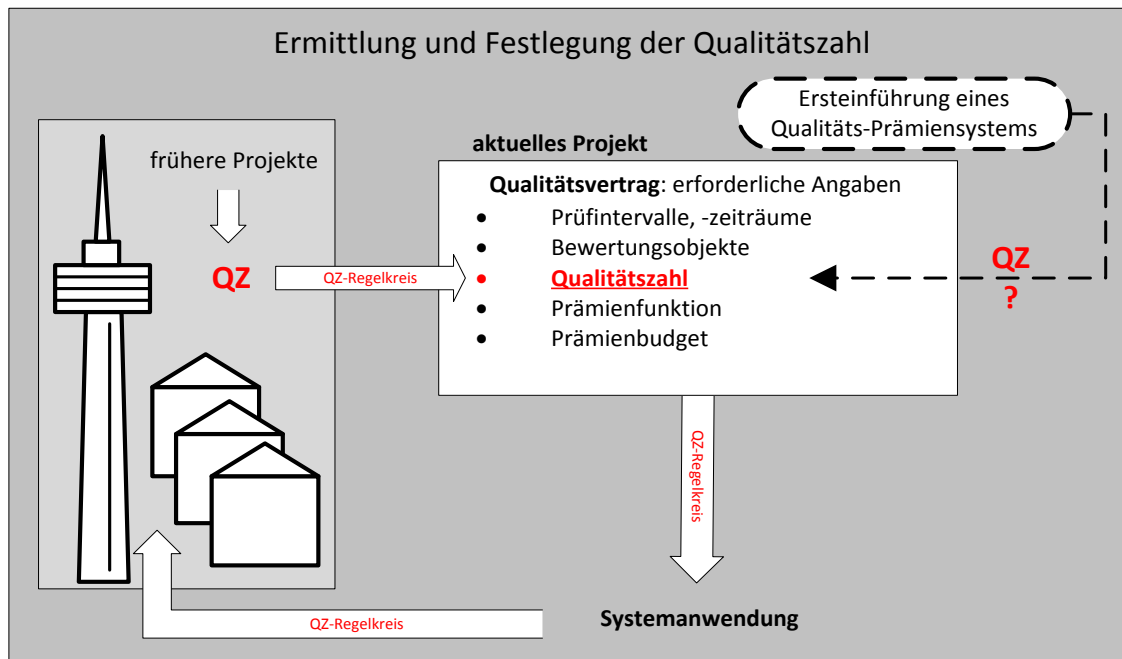 Ermittlung und Festlegung der Qualitätszahl
Ersteinführung eines
Qualitäts-Prämiensystems
frühere Projekte
aktuelles Projekt
Qualitätsvertrag: erforderliche Angaben
• Prüfintervalle, -zeiträume
• Bewertungsobjekte
• Qualitätszahl
• Prämienfunktion
• Prämienbudget
QZ
QZ-Regelkreis
QZ
?
QZ-Regelkreis
Systemanwendung
QZ-Regelkreis